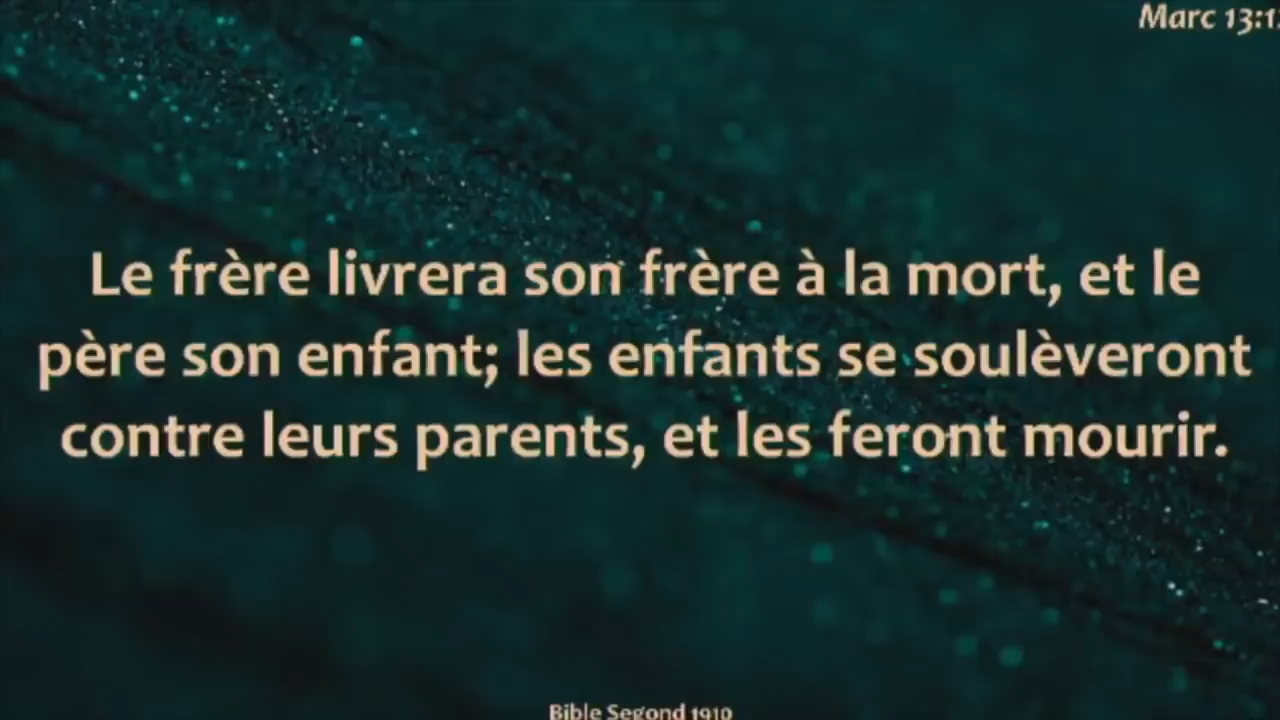 Marc 13:1
Le frère livrera son frère à la mort, et le
père son enfant; les enfants se soulèveront
contre leurs parents, et les feront mourir.
Bible Segond 1910